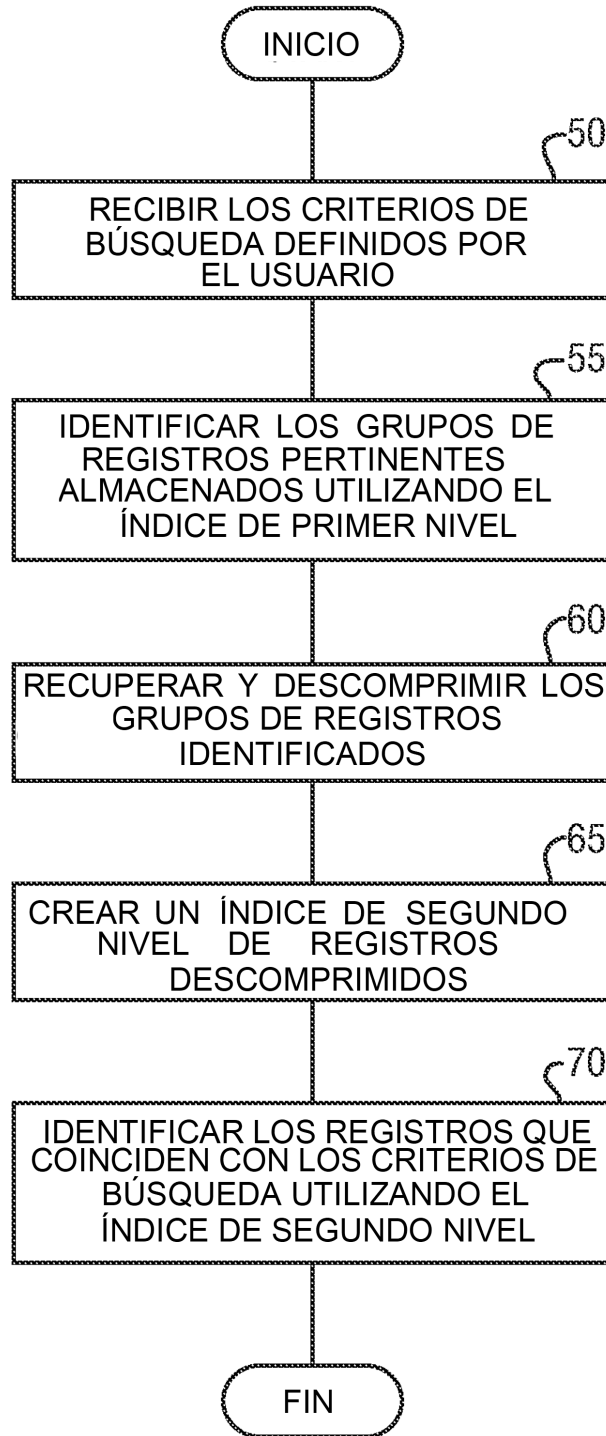 INICIO
50
RECIBIR LOS CRITERIOS DE
BÚSQUEDA DEFINIDOS POR
EL USUARIO
55
IDENTIFICAR LOS GRUPOS DE
REGISTROS PERTINENTES
ALMACENADOS UTILIZANDO EL
ÍNDICE DE PRIMER NIVEL
60
RECUPERAR Y DESCOMPRIMIR LOS
GRUPOS DE REGISTROS
IDENTIFICADOS
65
CREAR UN ÍNDICE DE SEGUNDO
NIVEL DE REGISTROS
DESCOMPRIMIDOS
70
IDENTIFICAR LOS REGISTROS QUE
COINCIDEN CON LOS CRITERIOS DE
BÚSQUEDA UTILIZANDO EL
ÍNDICE DE SEGUNDO NIVEL
FIN